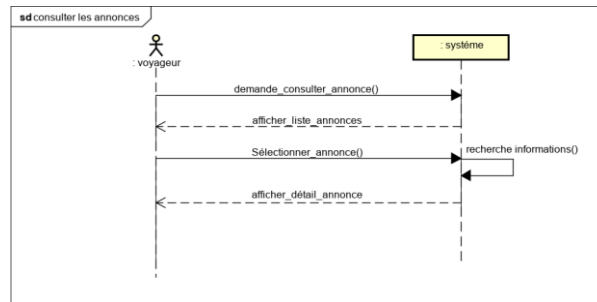 sd consulter les annonces
: voyageur
: systéme
demande_consulter_annonce()
afficher_liste_annonces
Sélectionner_annonce()
recherche informations()
afficher_détail_annonce